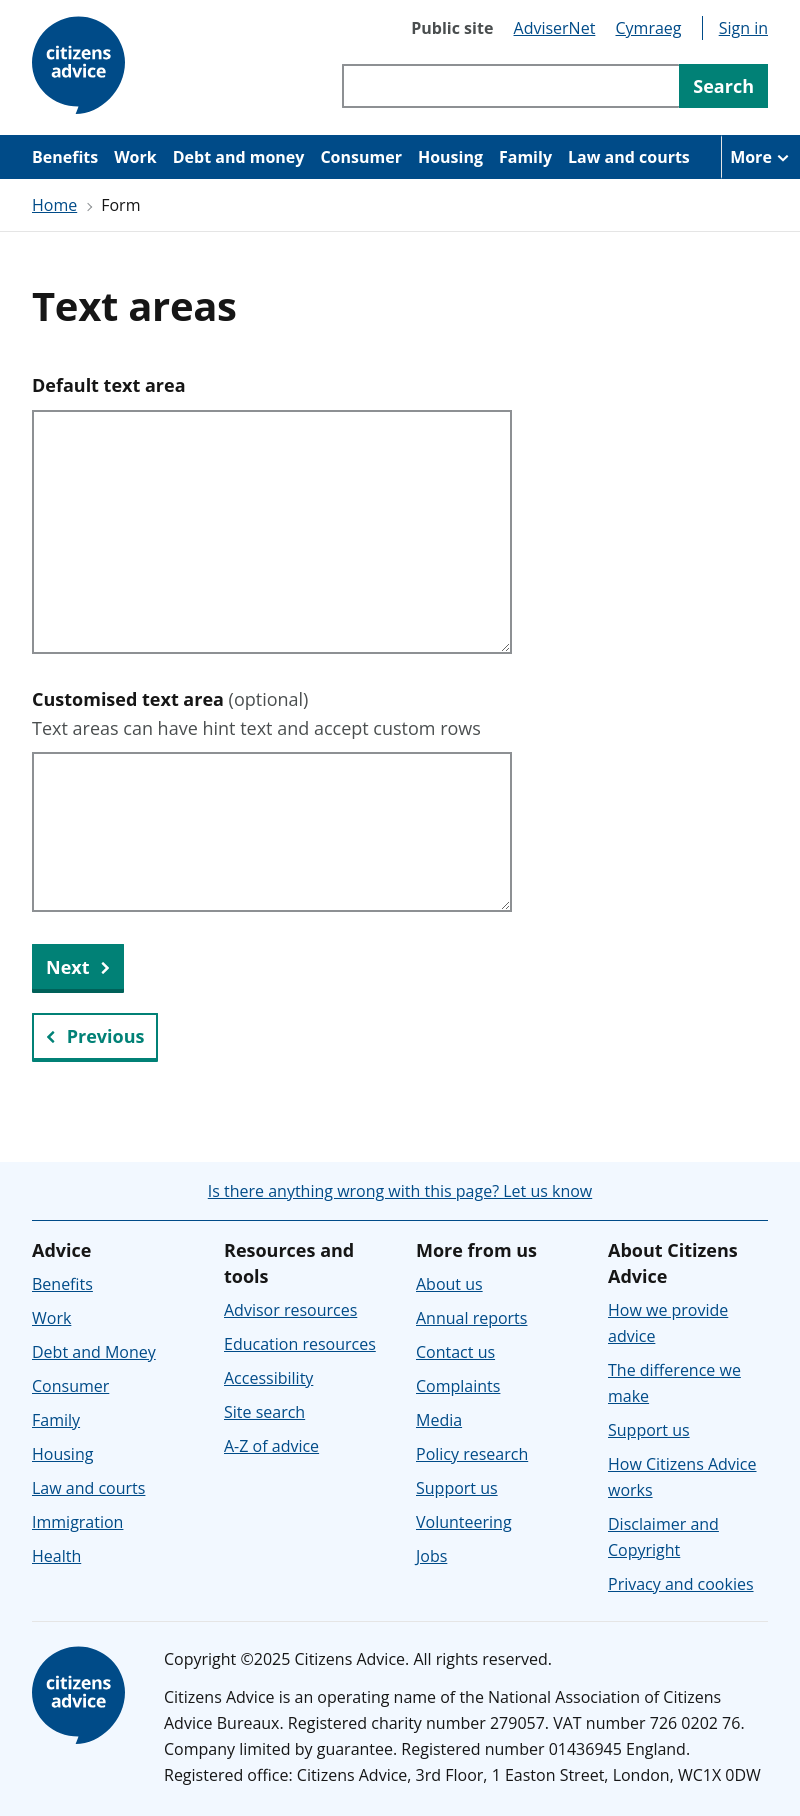 citizens
advice
Public site AdviserNet Cymraeg Sign in
Search
Benefits Work Debt and money Consumer Housing Family Law and courts More
Home Form
Text areas
Default text area
Customised text area (optional)
Text areas can have hint text and accept custom rows
Next
Previous
Is there anything wrong with this page? Let us know
Advice
Benefits
Work
Debt and Money
Consumer
Family
Housing
Law and courts
Immigration
Health
Resources and
tools
Advisor resources
Education resources
Accessibility
Site search
A-Z of advice
More from us
About us
Annual reports
Contact us
Complaints
Media
Policy research
Support us
Volunteering
Jobs
About Citizens
Advice
How we provide
advice
The difference we
make
Support us
How Citizens Advice
works
Disclaimer and
Copyright
Privacy and cookies
citizens
advice
Copyright ©2025 Citizens Advice. All rights reserved.
Citizens Advice is an operating name of the National Association of Citizens
Advice Bureaux. Registered charity number 279057. VAT number 726 0202 76.
Company limited by guarantee. Registered number 01436945 England.
Registered office: Citizens Advice, 3rd Floor, 1 Easton Street, London, WC1X 0DW